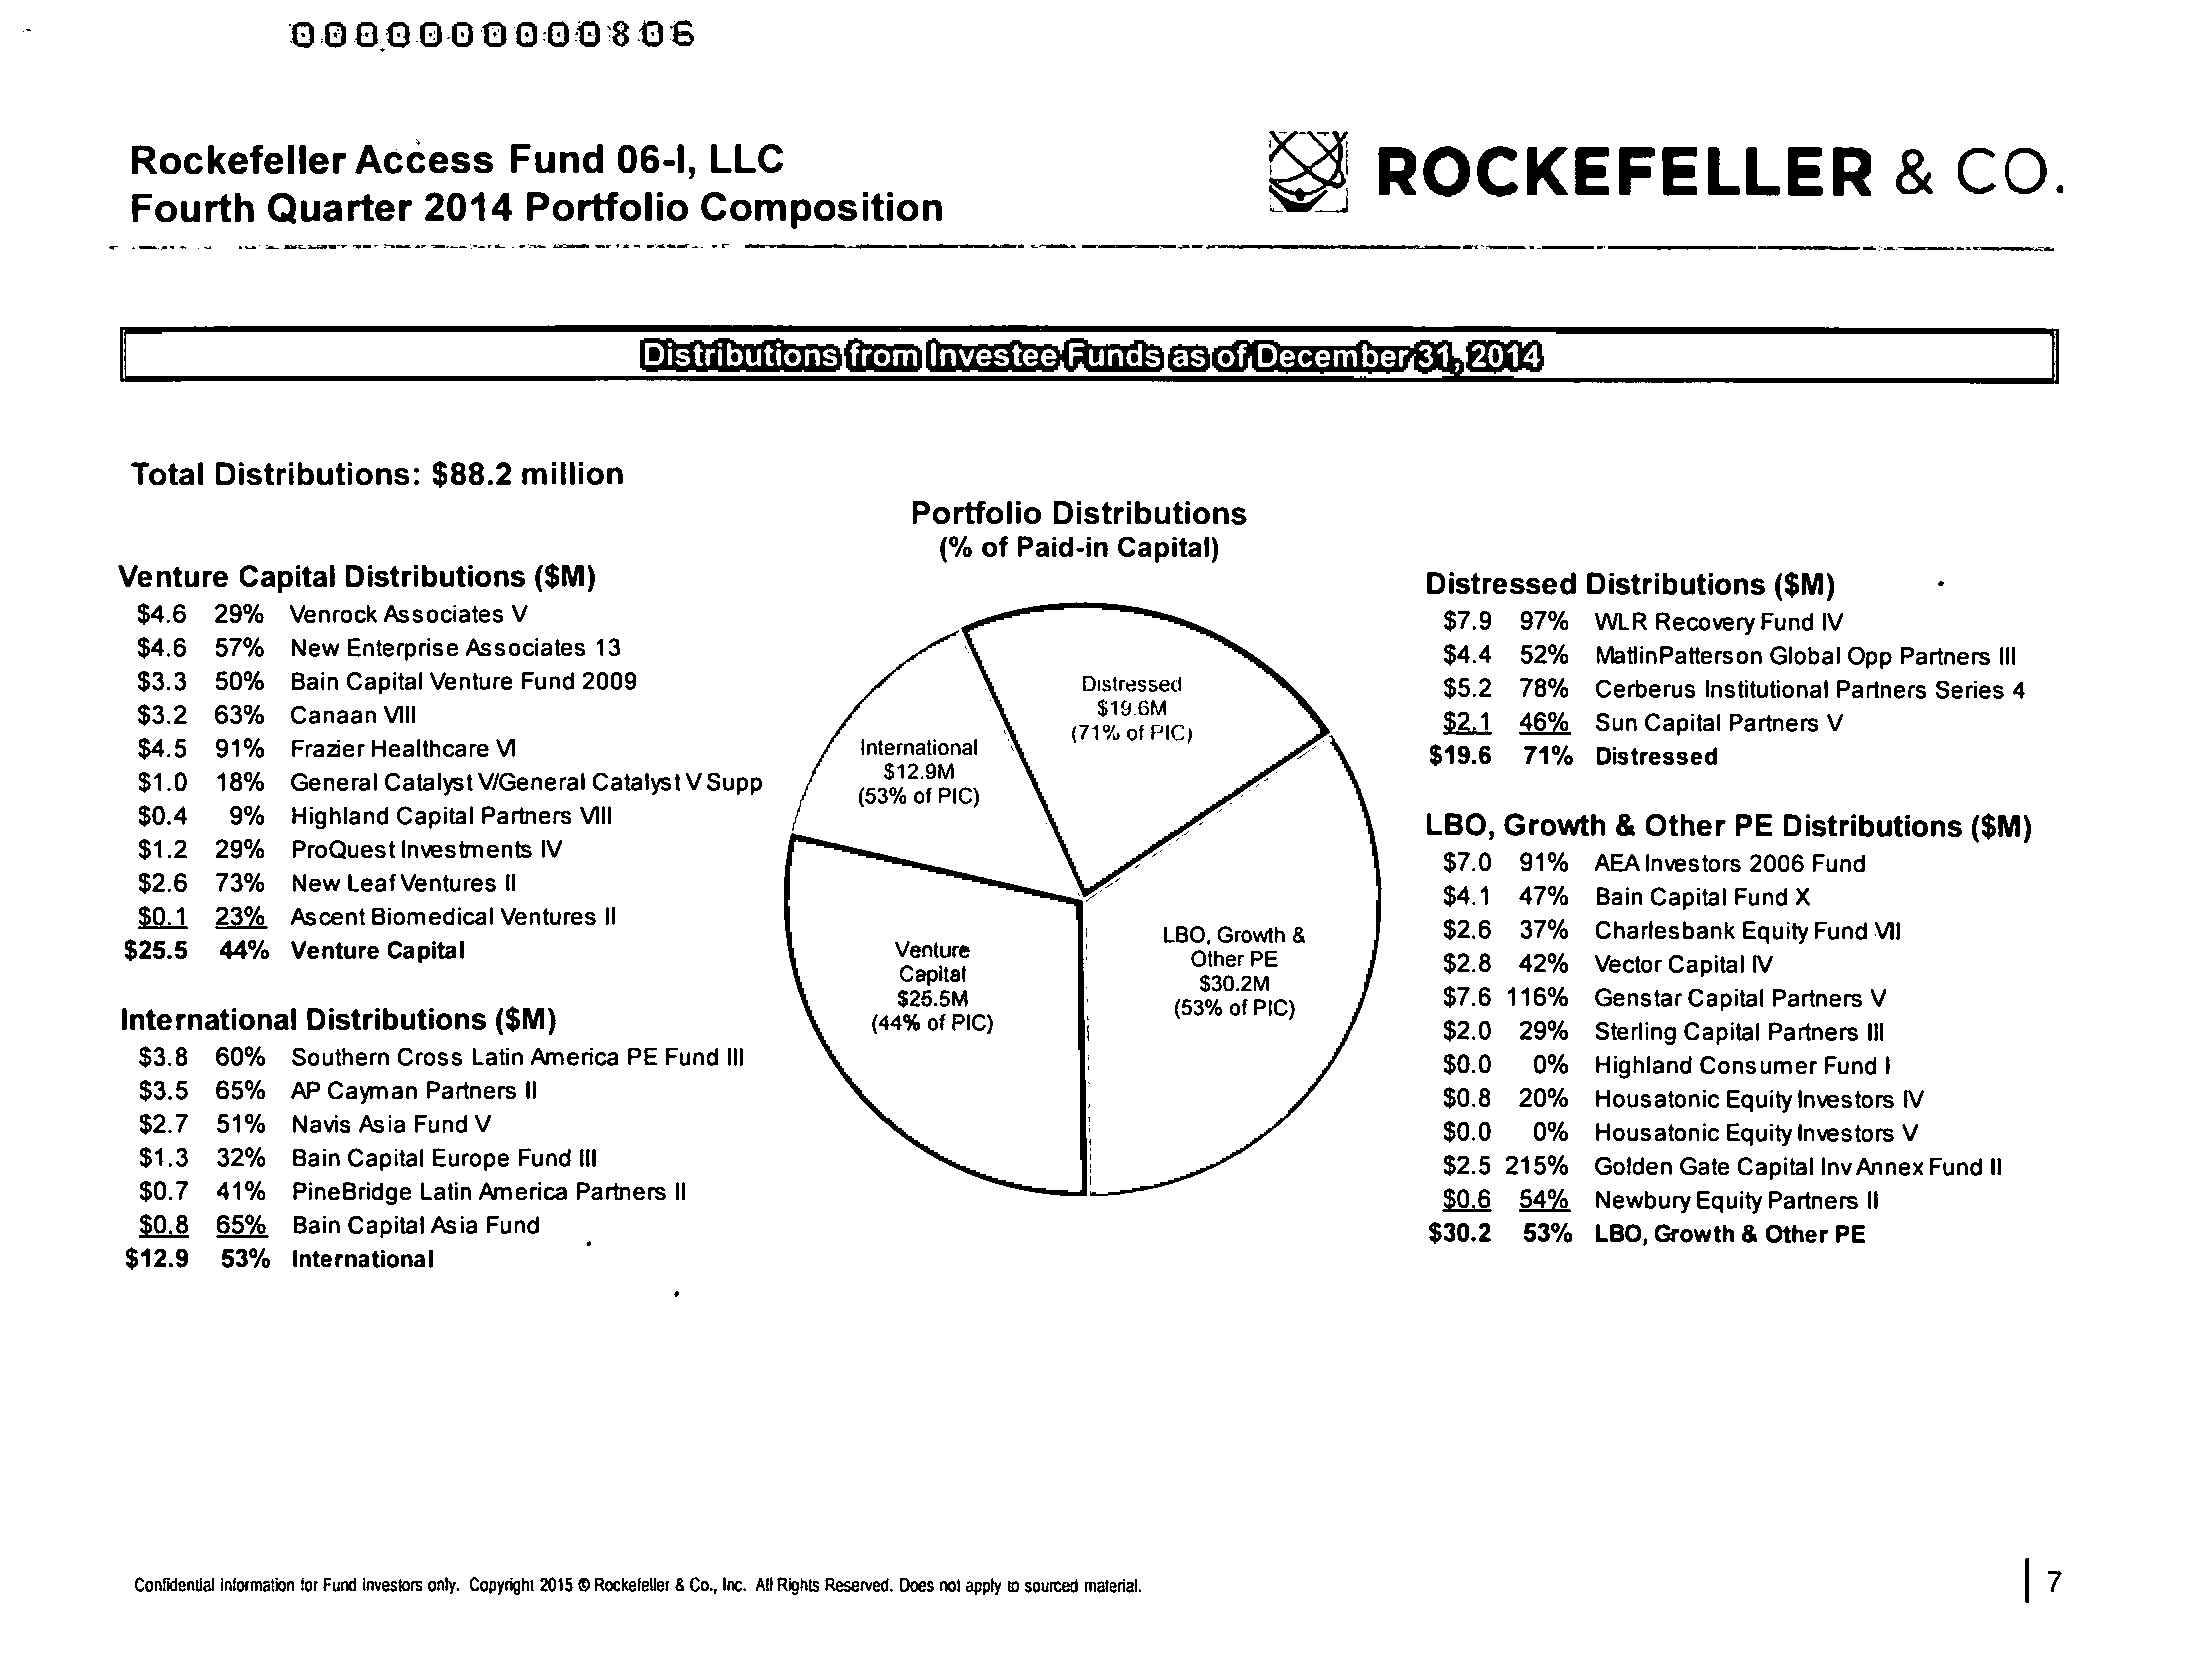 0000000000806
Rockefeller Access Fund 06-I, LLC
Fourth Quarter 2014 Portfolio Composition
ROCKEFELLER & CO.
Distributions from Investee Funds as of December 31, 2014
Total Distributions: $88.2 million
Venture Capital Distributions ($M)
$4.6 29% Venrock Associates V
$4.6 57% New Enterprise Associates 13
$3.3 50% Bain Capital Venture Fund 2009
$3.2 63% Canaan VIII
$4.5 91% Frazier Healthcare VI
$1.0 18% General Catalyst V/General Catalyst V Supp
$0.4 9% Highland Capital Partners VIII
$1.2 29% ProQuest Investments IV
$2.6 73% New Leaf Ventures II
$0.1 23% Ascent Biomedical Ventures II
$25.5 44% Venture Capital
International Distributions ($M)
$3.8 60% Southern Cross Latin America PE Fund III
$3.5 65% AP Cayman Partners II
$2.7 51% Navis Asia Fund V
$1.3 32% Bain Capital Europe Fund III
$0.7 41% PineBridge Latin America Partners II
$0.8 65% Bain Capital Asia Fund
$12.9 53% International
Portfolio Distributions
(% of Paid-in Capital)
Distressed
$19.6M
(71% of PIC)
International
$12.9M
(53% of PIC)
Venture
Capital
$25.5M
(44% of PIC)
LBO, Growth &
Other PE
$30.2M
(53% of PIC)
Distressed Distributions ($M)
$7.9 97% WLR Recovery Fund IV
$4.4 52% MatlinPatterson Global Opp Partners III
$5.2 78% Cerberus Institutional Partners Series 4
$2.1 46% Sun Capital Partners V
$19.6 71% Distressed
LBO, Growth & Other PE Distributions ($M)
$7.0 91% AEA Investors 2006 Fund
$4.1 47% Bain Capital Fund X
$2.6 37% Charlesbank Equity Fund VII
$2.8 42% Vector Capital IV
$7.6 116% Genstar Capital Partners V
$2.0 29% Sterling Capital Partners III
$0.0 0% Highland Consumer Fund I
$0.8 20% Housatonic Equity Investors IV
$0.0 0% Housatonic Equity Investors V
$2.5 215% Golden Gate Capital Inv Annex Fund II
$0.6 54% Newbury Equity Partners II
$30.2 53% LBO, Growth & Other PE
Confidential information for Fund investors only. Copyright 2015 © Rockefeller & Co., Inc. All Rights Reserved. Does not apply to sourced material.
7